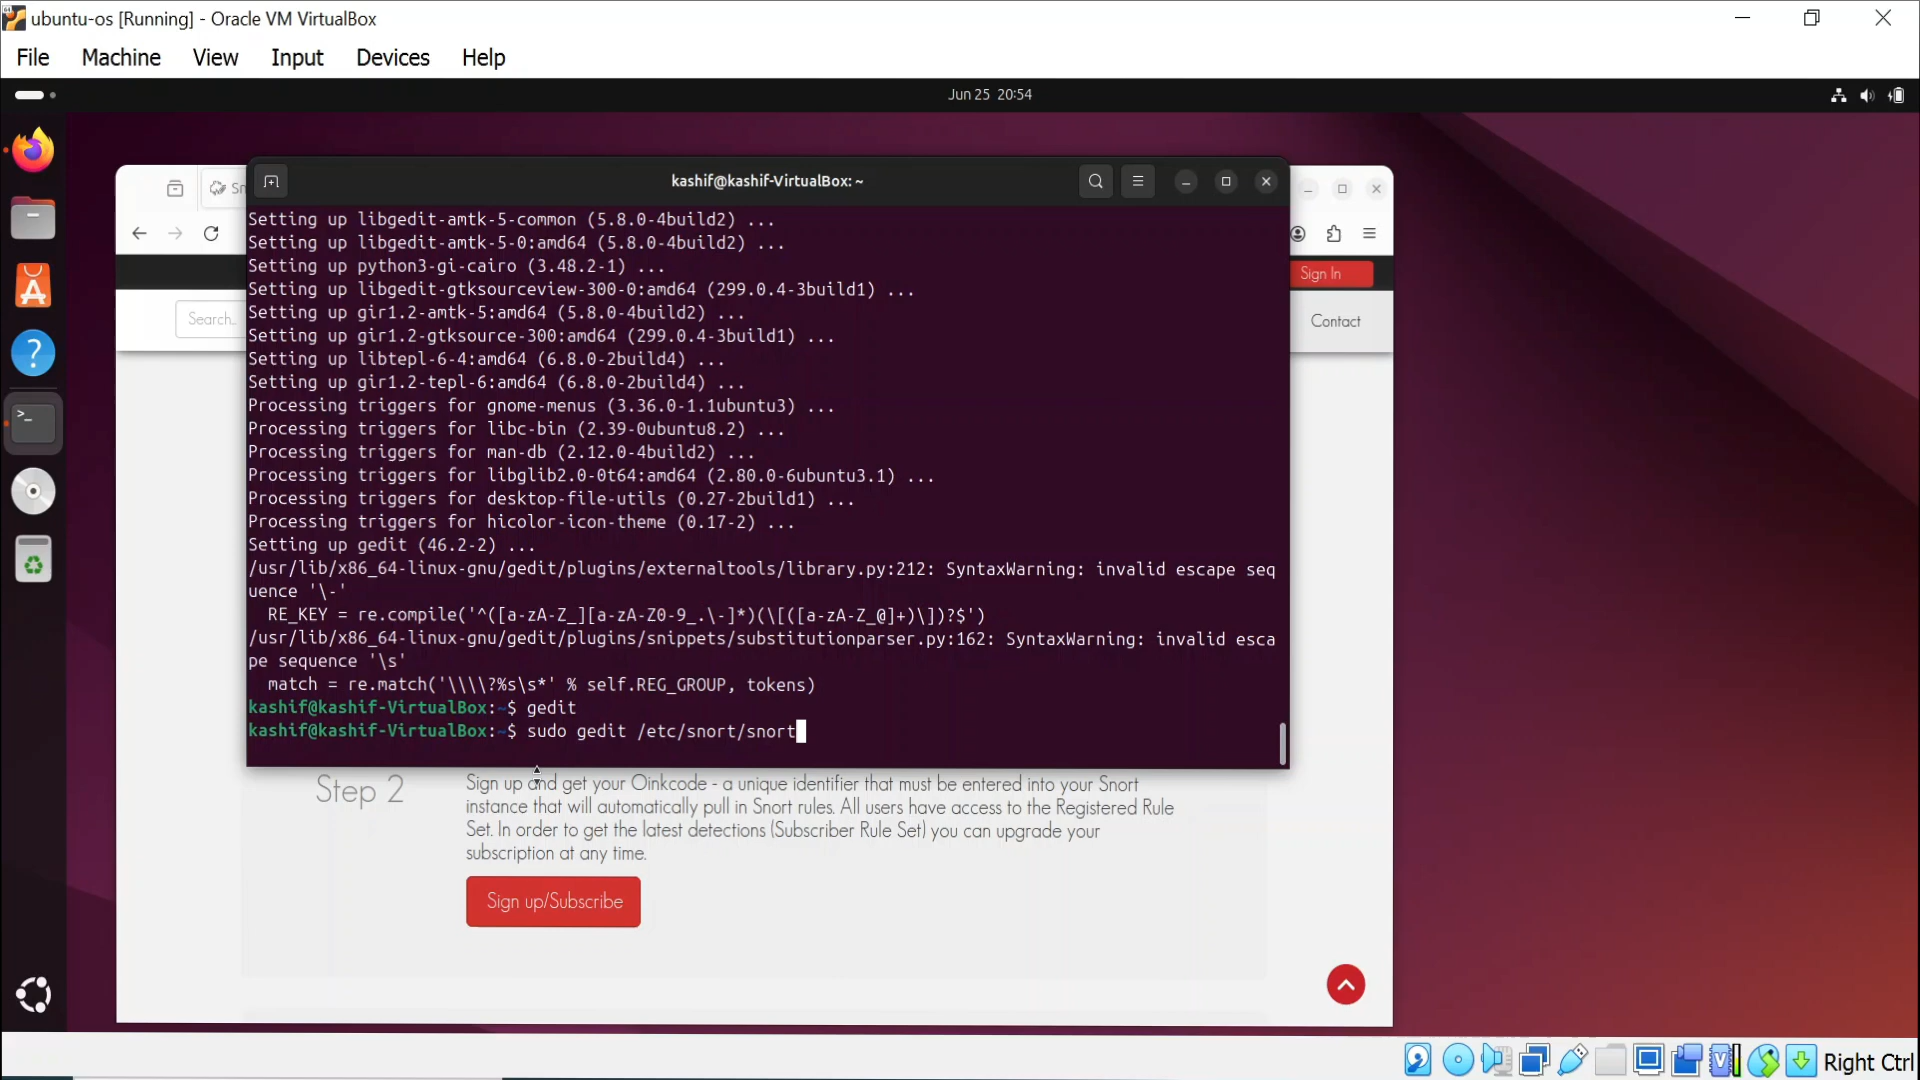 ubuntu-os [Running] - Oracle VM VirtualBox
File Machine View Input Devices Help
Jun 25 20:54
Sn
kashif@kashif-VirtualBox: ~
Search..
Sign In
Contact
Setting up libgedit-amtk-5-common (5.8.0-4build2) ...
Setting up libgedit-amtk-5-0:amd64 (5.8.0-4build2) ...
Setting up python3-gi-cairo (3.48.2-1) ...
Setting up libgedit-gtksourceview-300-0:amd64 (299.0.4-3build1) ...
Setting up gir1.2-amtk-5:amd64 (5.8.0-4build2) ...
Setting up gir1.2-gtksource-300:amd64 (299.0.4-3build1) ...
Setting up libtepl-6-4:amd64 (6.8.0-2build4) ...
Setting up gir1.2-tepl-6:amd64 (6.8.0-2build4) ...
Processing triggers for gnome-menus (3.36.0-1.1ubuntu3) ...
Processing triggers for libc-bin (2.39-0ubuntu8.2) ...
Processing triggers for man-db (2.12.0-4build2) ...
Processing triggers for libglib2.0-0t64:amd64 (2.80.0-6ubuntu3.1) ...
Processing triggers for desktop-file-utils (0.27-2build1) ...
Processing triggers for hicolor-icon-theme (0.17-2) ...
Setting up gedit (46.2-2) ...
/usr/lib/x86_64-linux-gnu/gedit/plugins/externaltools/library.py:212: SyntaxWarning: invalid escape seq
uence '\-'
  RE_KEY = re.compile('^([a-zA-Z_][a-zA-Z0-9_.\-]*)(\[([a-zA-Z_@]+)\])?$')
/usr/lib/x86_64-linux-gnu/gedit/plugins/snippets/substitutionparser.py:162: SyntaxWarning: invalid esca
pe sequence '\s'
  match = re.match('\\\\?%s\s*' % self.REG_GROUP, tokens)
kashif@kashif-VirtualBox:~$ gedit
kashif@kashif-VirtualBox:~$ sudo gedit /etc/snort/snort
Step 2
Sign up and get your Oinkcode - a unique identifier that must be entered into your Snort
instance that will automatically pull in Snort rules. All users have access to the Registered Rule
Set. In order to get the latest detections (Subscriber Rule Set) you can upgrade your
subscription at any time.
Sign up/Subscribe
Right Ctrl